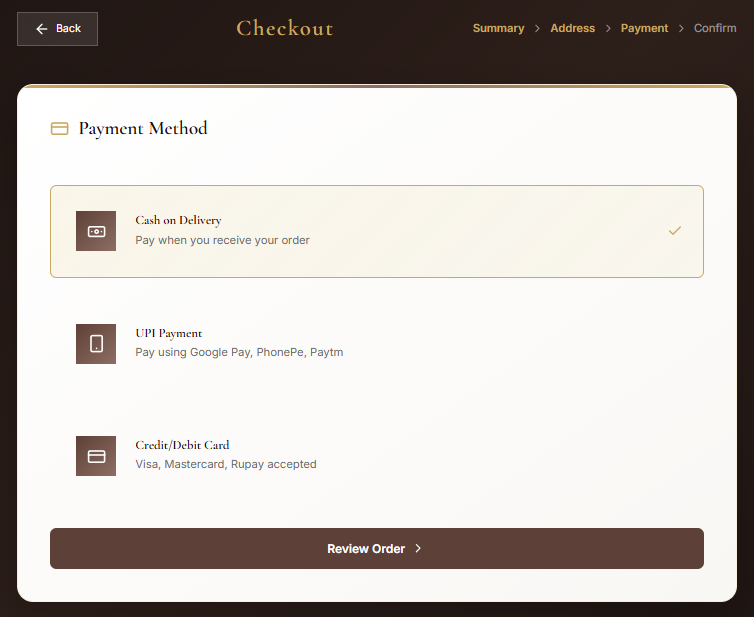 Back
Checkout
Summary > Address > Payment > Confirm
Payment Method
Cash on Delivery
Pay when you receive your order
UPI Payment
Pay using Google Pay, PhonePe, Paytm
Credit/Debit Card
Visa, Mastercard, Rupay accepted
Review Order